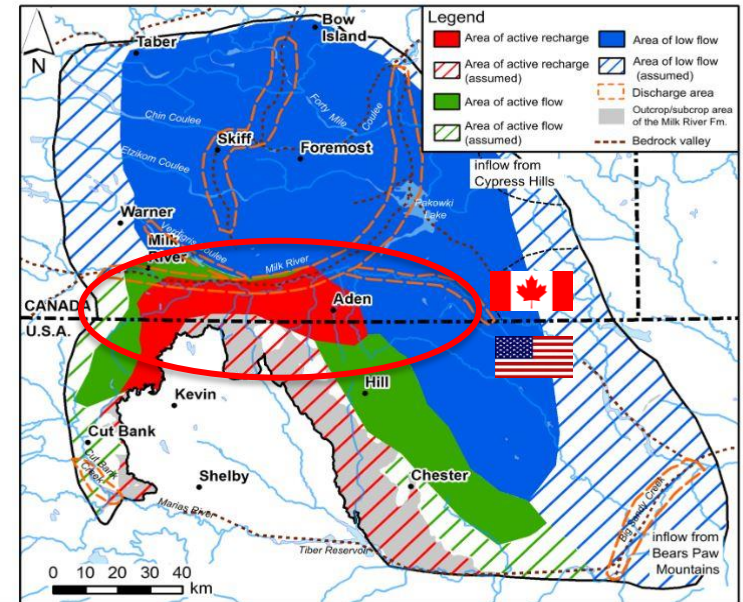 Taber
Bow
Island
N
Legend
Area of active recharge
Area of active recharge
(assumed)
Area of active flow
Area of active flow
(assumed)
Area of low flow
Area of low flow
(assumed)
Discharge area
Outcrop/subcrop area
of the Milk River Fm.
Bedrock valley
Chin Coulee
Forty Mile
Coulee
Skiff
Foremost
Etzikom Coulee
inflow from
Cypress Hills
Pakowki
Lake
Warner
Verdigris Coulee
Milk
River
Milk River
Aden
CANADA
U.S.A.
Hill
Kevin
Cut Bank
Cut Bank
Creek
Shelby
Chester
Marias River
Big Sandy Creek
Tiber Reservoir
inflow from
Bears Paw
Mountains
0 10 20 30 40
km